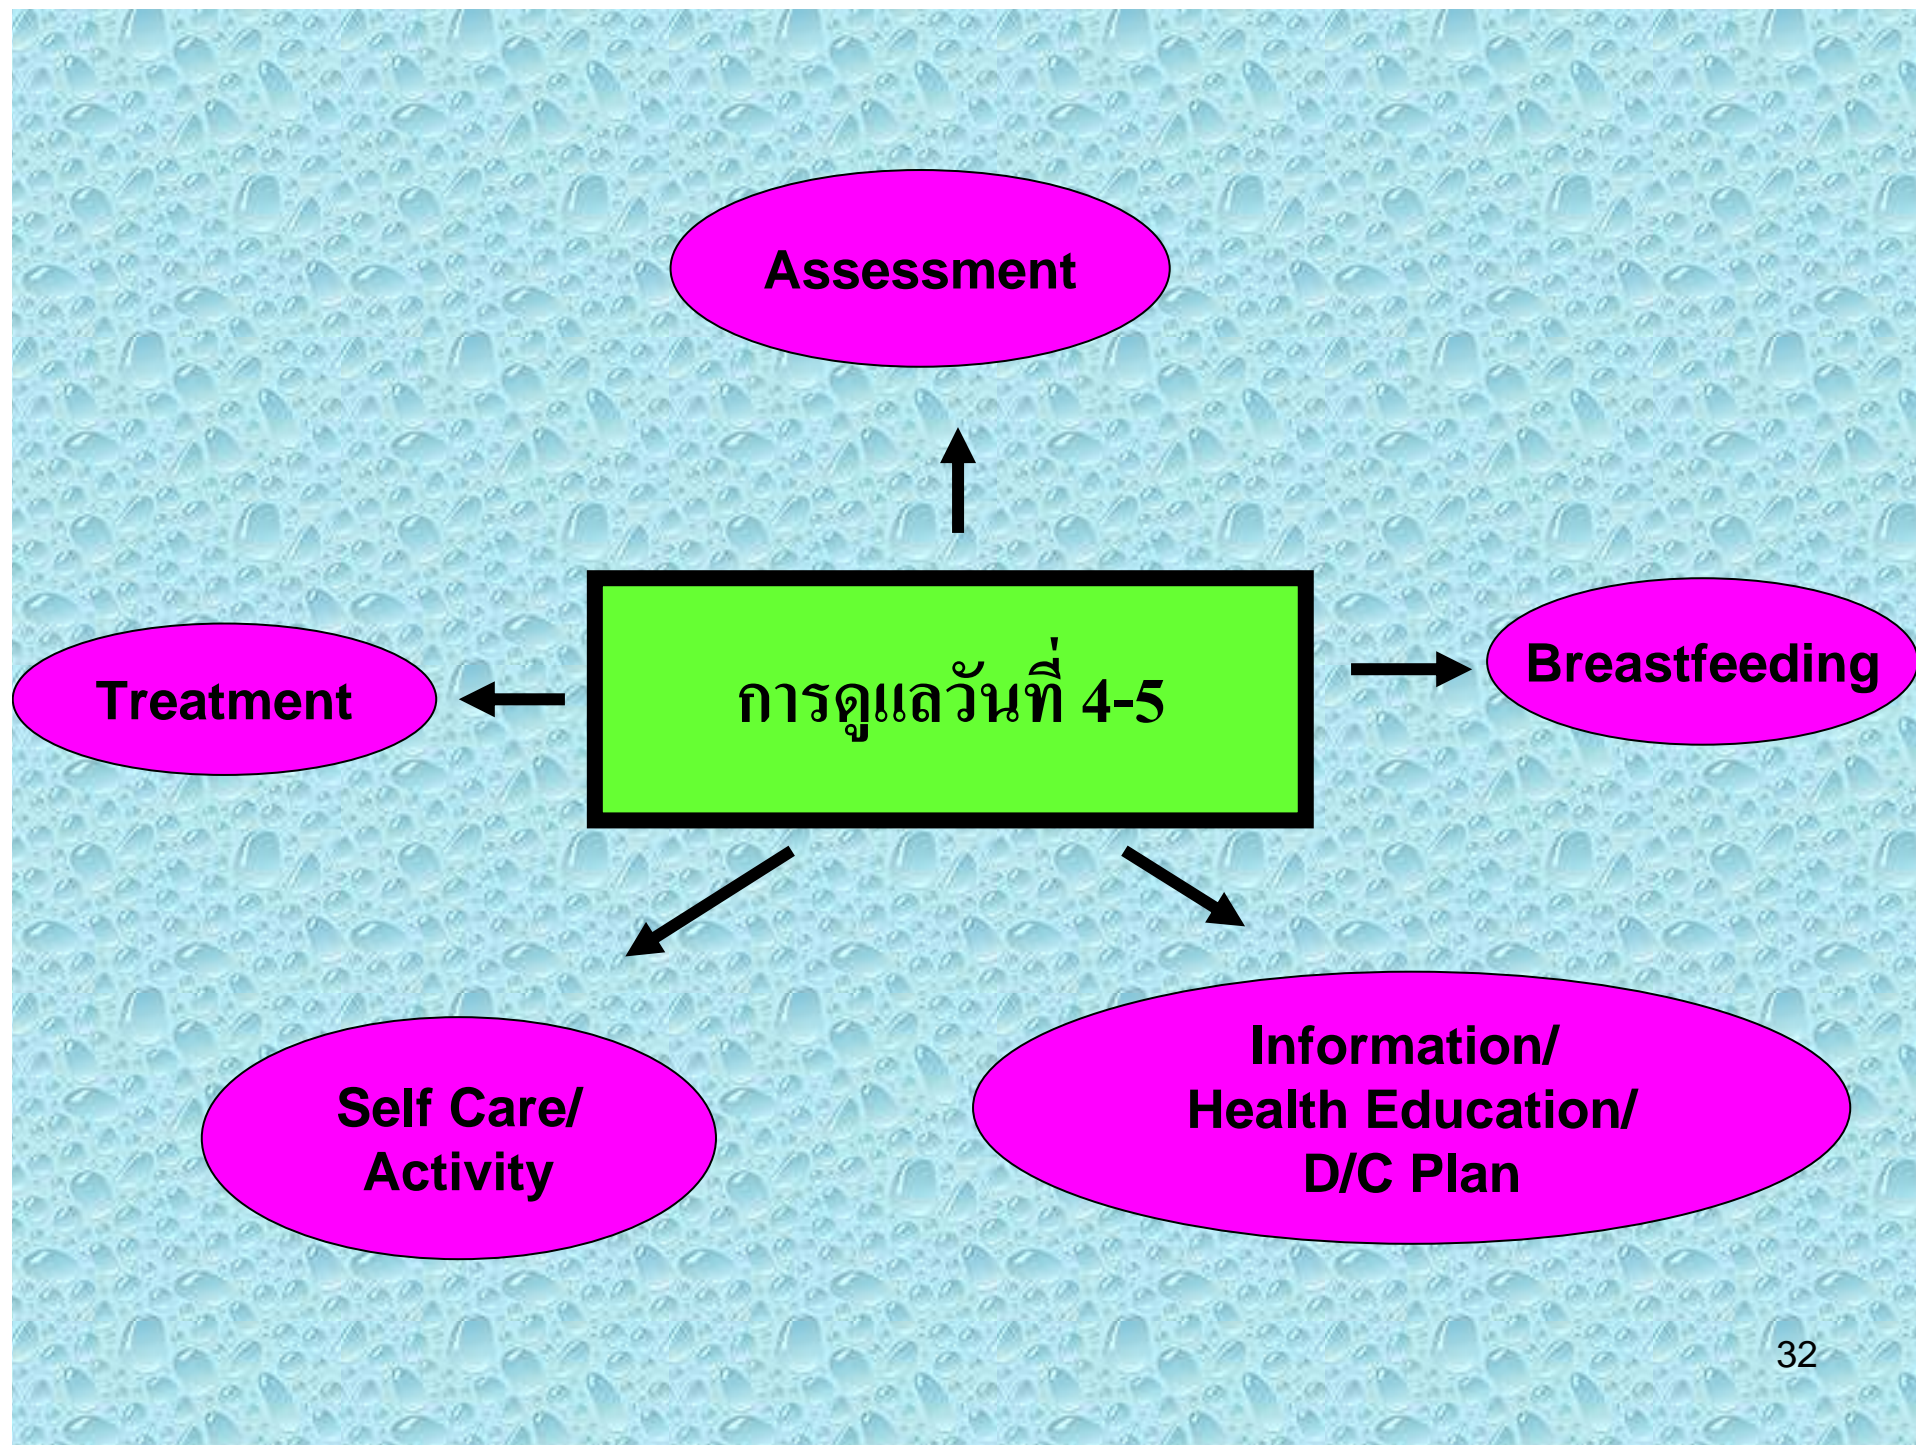 Assessment
Breastfeeding
Treatment
การดูแลวันที่ 4-5
Self Care/
Activity
Information/
Health Education/
D/C Plan
32